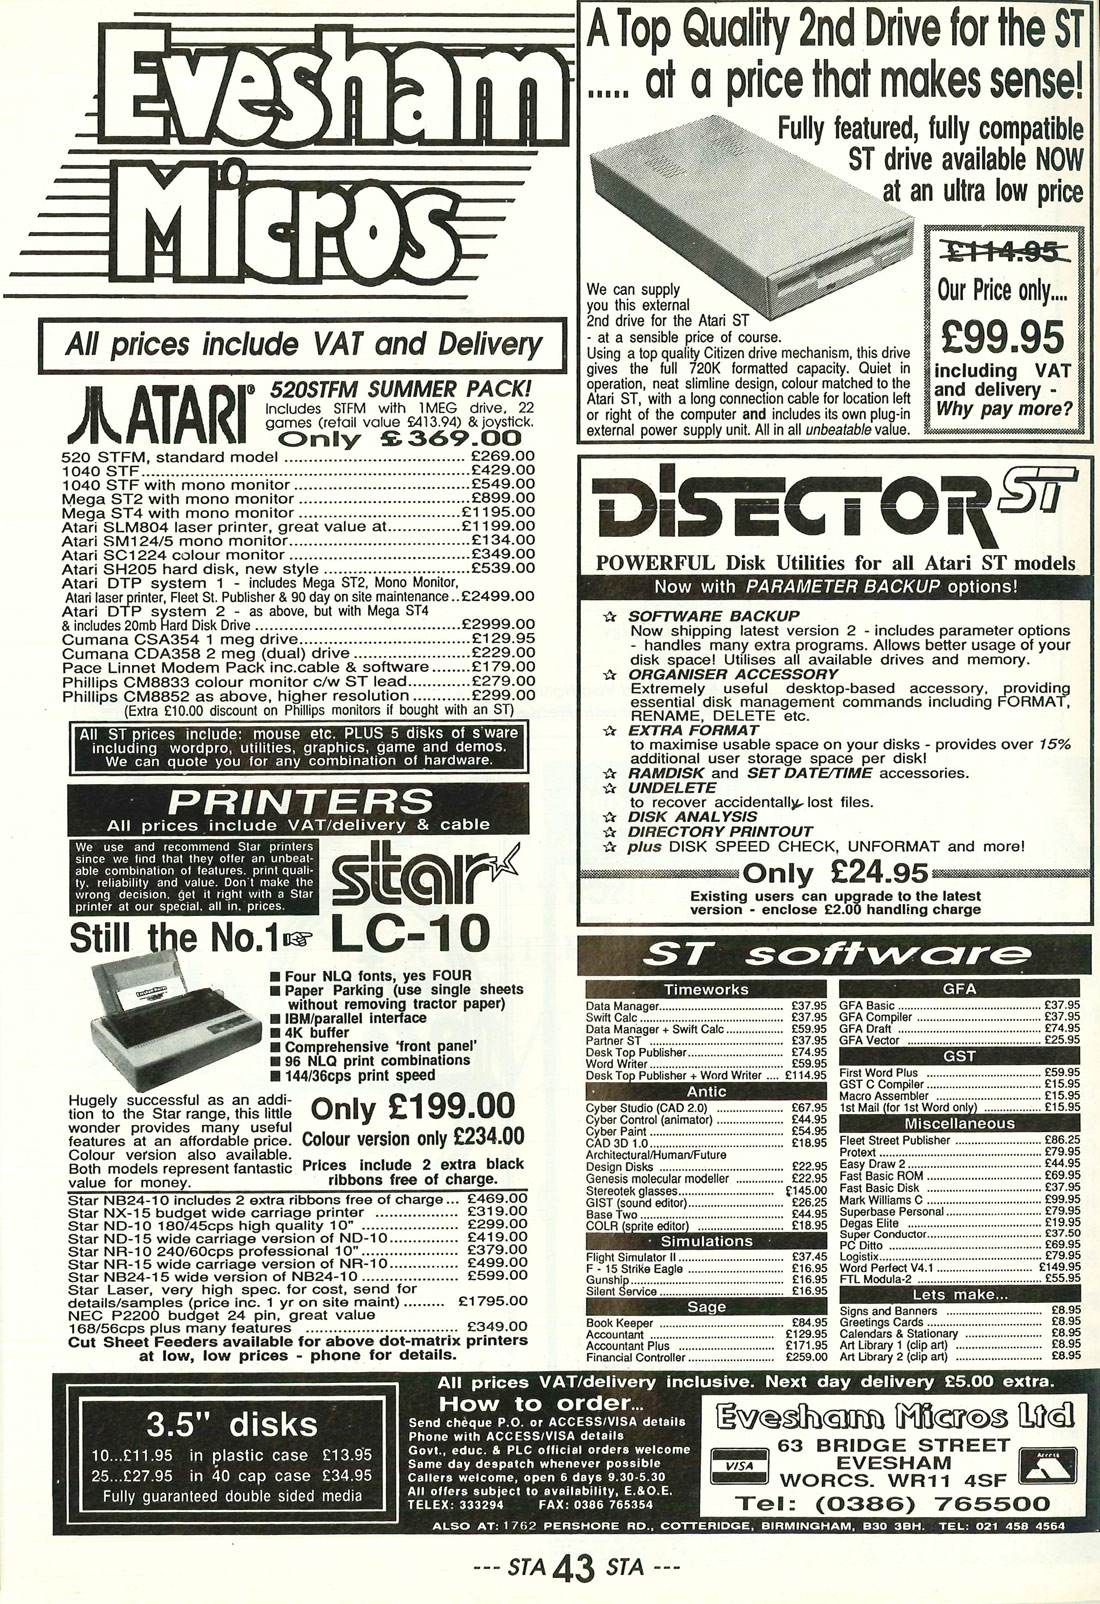 Evesham
Micros
All prices include VAT and Delivery
ATARI®
520STFM SUMMER PACK!
Includes STFM with 1MEG drive, 22
games (retail value £413.94) & joystick.
Only £369.00
520 STFM, standard model ........ £269.00
1040 STF ........ £429.00
1040 STF with mono monitor ........ £549.00
Mega ST2 with mono monitor ........ £899.00
Mega ST4 with mono monitor ........ £1195.00
Atari SLM804 laser printer, great value at ........ £1199.00
Atari SM124/5 mono monitor ........ £134.00
Atari SC1224 colour monitor ........ £349.00
Atari SH205 hard disk, new style ........ £539.00
Atari DTP system 1 - includes Mega ST2, Mono Monitor,
Atari laser printer, Fleet St. Publisher & 90 day on site maintenance .. £2499.00
Atari DTP system 2 - as above, but with Mega ST4
& includes 20mb Hard Disk Drive ........ £2999.00
Cumana CSA354 1 meg drive ........ £129.95
Cumana CDA358 2 meg (dual) drive ........ £229.00
Pace Linnet Modem Pack inc.cable & software ........ £179.00
Phillips CM8833 colour monitor c/w ST lead ........ £279.00
Phillips CM8852 as above, higher resolution ........ £299.00
(Extra £10.00 discount on Phillips monitors if bought with an ST)
All ST prices include: mouse etc. PLUS 5 disks of s'ware
including wordpro, utilities, graphics, game and demos.
We can quote you for any combination of hardware.
PRINTERS
All prices include VAT/delivery & cable
We use and recommend Star printers
since we find that they offer an unbeat-
able combination of features, print quali-
ty, reliability and value. Don't make the
wrong decision, get it right with a Star
printer at our special, all in, prices.
star
Still the No.1 ☞ LC-10
■ Four NLQ fonts, yes FOUR
■ Paper Parking (use single sheets
without removing tractor paper)
■ IBM/parallel interface
■ 4K buffer
■ Comprehensive 'front panel'
■ 96 NLQ print combinations
■ 144/36cps print speed
Hugely successful as an addi-
tion to the Star range, this little
wonder provides many useful
features at an affordable price.
Colour version also available.
Both models represent fantastic
value for money.
Only £199.00
Colour version only £234.00
Prices include 2 extra black
ribbons free of charge.
Star NB24-10 includes 2 extra ribbons free of charge ... £469.00
Star NX-15 budget wide carriage printer ........ £319.00
Star ND-10 180/45cps high quality 10" ........ £299.00
Star ND-15 wide carriage version of ND-10 ........ £419.00
Star NR-10 240/60cps professional 10" ........ £379.00
Star NR-15 wide carriage version of NR-10 ........ £499.00
Star NB24-15 wide version of NB24-10 ........ £599.00
Star Laser, very high spec. for cost, send for
details/samples (price inc. 1 yr on site maint) ........ £1795.00
NEC P2200 budget 24 pin, great value
168/56cps plus many features ........ £349.00
Cut Sheet Feeders available for above dot-matrix printers
at low, low prices - phone for details.
A Top Quality 2nd Drive for the ST
..... at a price that makes sense!
Fully featured, fully compatible
ST drive available NOW
at an ultra low price
£114.95
Our Price only....
£99.95
including VAT
and delivery -
Why pay more?
We can supply
you this external
2nd drive for the Atari ST
- at a sensible price of course.
Using a top quality Citizen drive mechanism, this drive
gives the full 720K formatted capacity. Quiet in
operation, neat slimline design, colour matched to the
Atari ST, with a long connection cable for location left
or right of the computer and includes its own plug-in
external power supply unit. All in all unbeatable value.
DISECTOR ST
POWERFUL Disk Utilities for all Atari ST models
Now with PARAMETER BACKUP options!
☆ SOFTWARE BACKUP
Now shipping latest version 2 - includes parameter options
- handles many extra programs. Allows better usage of your
disk space! Utilises all available drives and memory.
☆ ORGANISER ACCESSORY
Extremely useful desktop-based accessory, providing
essential disk management commands including FORMAT,
RENAME, DELETE etc.
☆ EXTRA FORMAT
to maximise usable space on your disks - provides over 15%
additional user storage space per disk!
☆ RAMDISK and SET DATE/TIME accessories.
☆ UNDELETE
to recover accidentally lost files.
☆ DISK ANALYSIS
☆ DIRECTORY PRINTOUT
☆ plus DISK SPEED CHECK, UNFORMAT and more!
Only £24.95
Existing users can upgrade to the latest
version - enclose £2.00 handling charge
ST software
Timeworks
Data Manager ........ £37.95
Swift Calc ........ £37.95
Data Manager + Swift Calc ........ £59.95
Partner ST ........ £37.95
Desk Top Publisher ........ £74.95
Word Writer ........ £59.95
Desk Top Publisher + Word Writer .... £114.95
Antic
Cyber Studio (CAD 2.0) ........ £67.95
Cyber Control (animator) ........ £44.95
Cyber Paint ........ £54.95
CAD 3D 1.0 ........ £18.95
Architectural/Human/Future
Design Disks ........ £22.95
Genesis molecular modeller ........ £22.95
Stereotek glasses ........ £145.00
GIST (sound editor) ........ £26.25
Base Two ........ £44.95
COLR (sprite editor) ........ £18.95
Simulations
Flight Simulator II ........ £37.45
F - 15 Strike Eagle ........ £16.95
Gunship ........ £16.95
Silent Service ........ £16.95
Sage
Book Keeper ........ £84.95
Accountant ........ £129.95
Accountant Plus ........ £171.95
Financial Controller ........ £259.00
GFA
GFA Basic ........ £37.95
GFA Compiler ........ £37.95
GFA Draft ........ £74.95
GFA Vector ........ £25.95
GST
First Word Plus ........ £59.95
GST C Compiler ........ £15.95
Macro Assembler ........ £15.95
1st Mail (for 1st Word only) ........ £15.95
Miscellaneous
Fleet Street Publisher ........ £86.25
Protext ........ £79.95
Easy Draw 2 ........ £44.95
Fast Basic ROM ........ £69.95
Fast Basic Disk ........ £37.95
Mark Williams C ........ £99.95
Superbase Personal ........ £79.95
Degas Elite ........ £19.95
Super Conductor ........ £37.50
PC Ditto ........ £69.95
Logistix ........ £79.95
Word Perfect V4.1 ........ £149.95
FTL Modula-2 ........ £55.95
Lets make...
Signs and Banners ........ £8.95
Greetings Cards ........ £8.95
Calendars & Stationary ........ £8.95
Art Library 1 (clip art) ........ £8.95
Art Library 2 (clip art) ........ £8.95
3.5" disks
10...£11.95 in plastic case £13.95
25...£27.95 in 40 cap case £34.95
Fully guaranteed double sided media
All prices VAT/delivery inclusive. Next day delivery £5.00 extra.
How to order...
Send chèque P.O. or ACCESS/VISA details
Phone with ACCESS/VISA details
Govt., educ. & PLC official orders welcome
Same day despatch whenever possible
Callers welcome, open 6 days 9.30-5.30
All offers subject to availability, E.&O.E.
TELEX: 333294 FAX: 0386 765354
Evesham Micros Ltd
63 BRIDGE STREET
EVESHAM
WORCS. WR11 4SF
Tel: (0386) 765500
VISA
Access
ALSO AT: 1762 PERSHORE RD., COTTERIDGE, BIRMINGHAM, B30 3BH. TEL: 021 458 4564
--- STA 43 STA ---